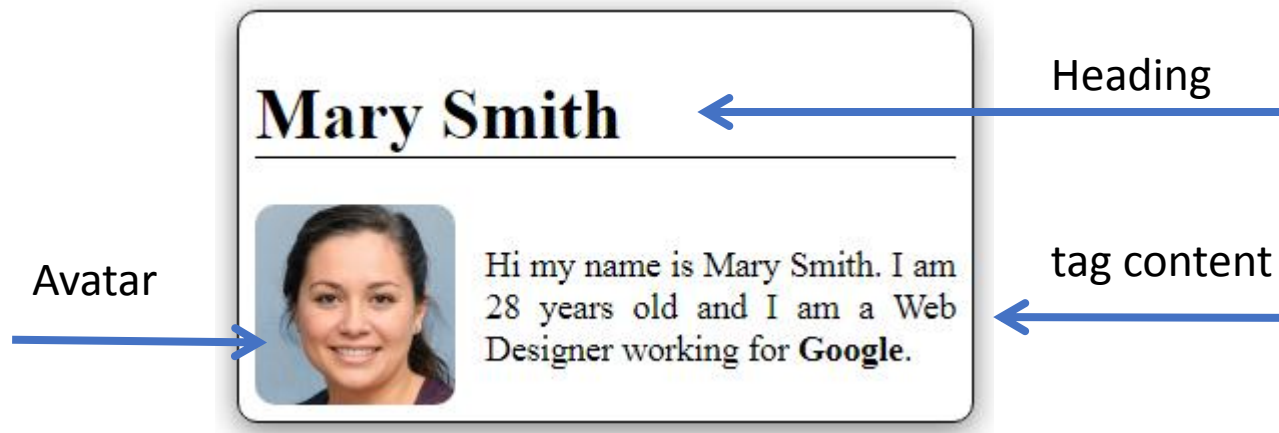 Heading
Mary Smith
Avatar
Hi my name is Mary Smith. I am
28 years old and I am a Web
Designer working for Google.
tag content